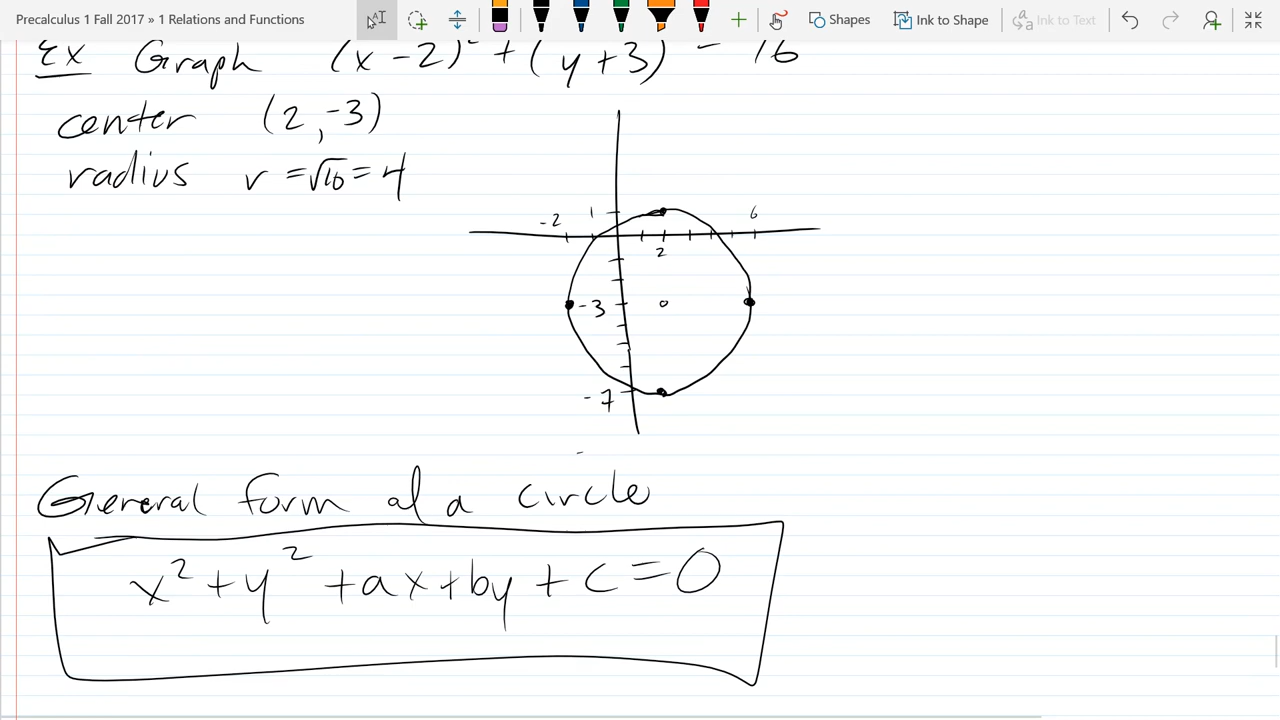 Precalculus 1 Fall 2017 » 1 Relations and Functions
Shapes
Ink to Shape
Ink to Text
Ex Graph (x-2)² + (y+3)² = 16
center (2,-3)
radius r = √16 = 4
-2 1 6
2
-3
-7
General form of a circle
x² + y² + ax + by + c = 0